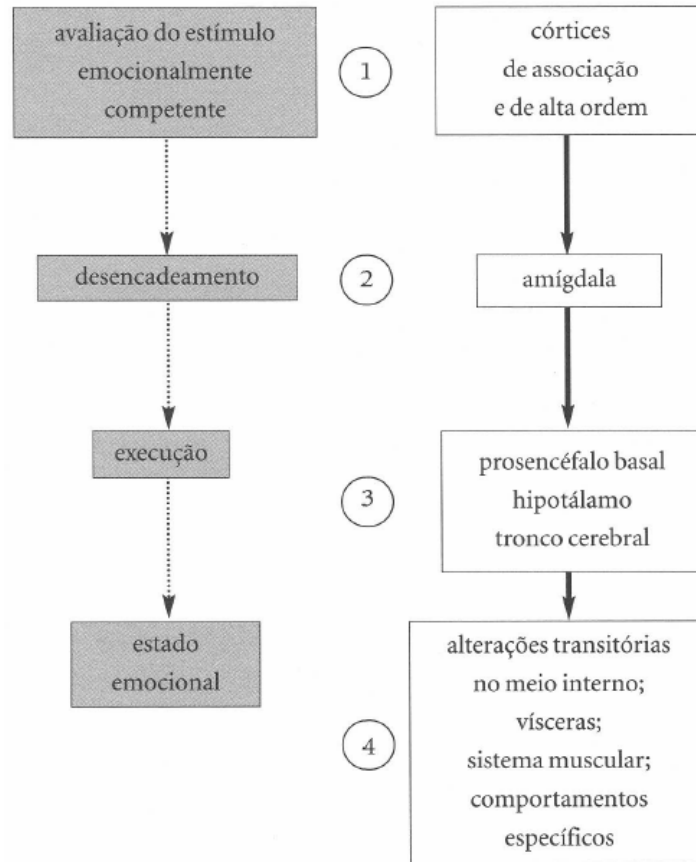 avaliação do estímulo
emocionalmente
competente
1
córtices
de associação
e de alta ordem
desencadeamento
2
amígdala
execução
3
prosencéfalo basal
hipotálamo
tronco cerebral
estado
emocional
4
alterações transitórias
no meio interno;
vísceras;
sistema muscular;
comportamentos
específicos